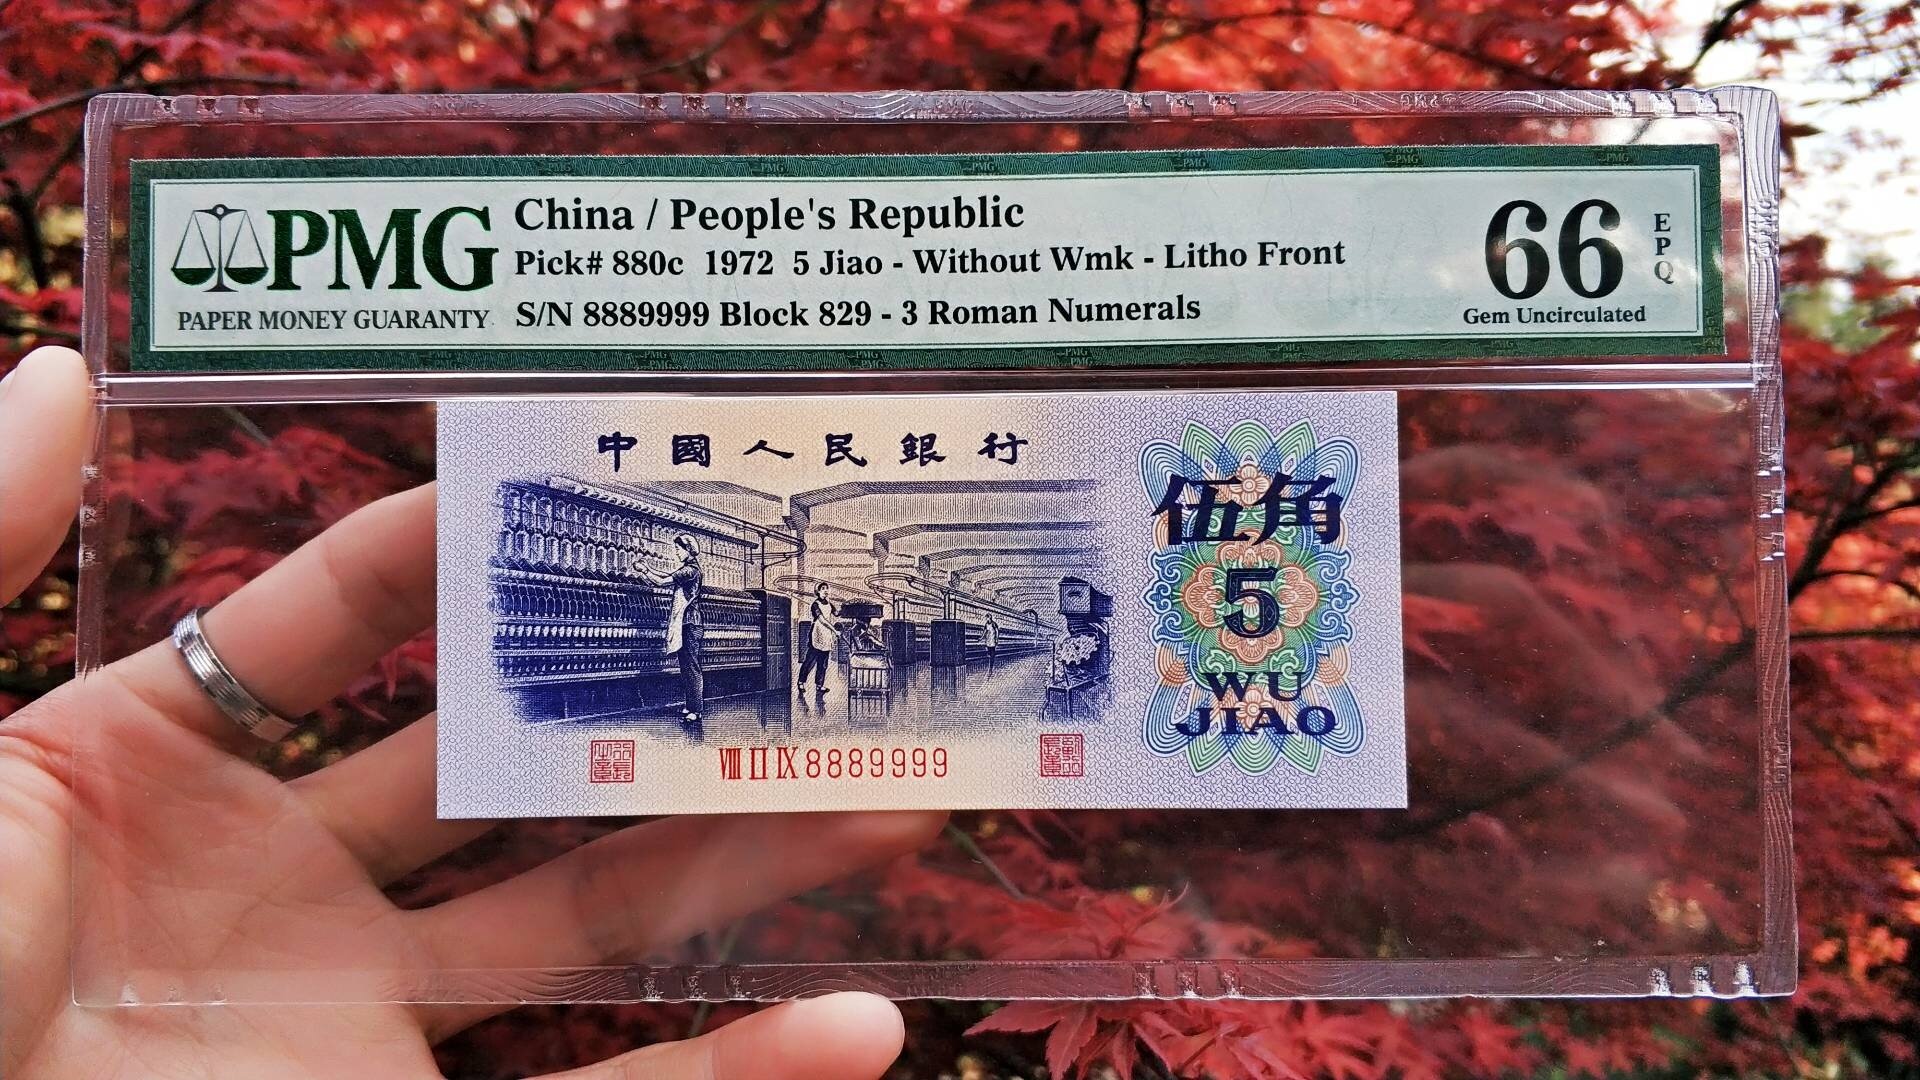 PMG
PAPER MONEY GUARANTY
China / People's Republic
Pick# 880c 1972 5 Jiao - Without Wmk - Litho Front
S/N 8889999 Block 829 - 3 Roman Numerals
66
EPQ
Gem Uncirculated
中國人民銀行
伍角
5
WU
JIAO
VIII II IX 8889999